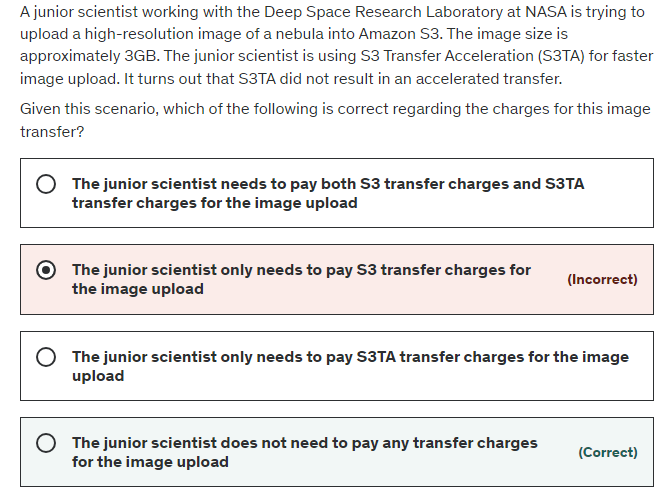 A junior scientist working with the Deep Space Research Laboratory at NASA is trying to
upload a high-resolution image of a nebula into Amazon S3. The image size is
approximately 3GB. The junior scientist is using S3 Transfer Acceleration (S3TA) for faster
image upload. It turns out that S3TA did not result in an accelerated transfer.
Given this scenario, which of the following is correct regarding the charges for this image
transfer?
The junior scientist needs to pay both S3 transfer charges and S3TA
transfer charges for the image upload
The junior scientist only needs to pay S3 transfer charges for
the image upload
(Incorrect)
The junior scientist only needs to pay S3TA transfer charges for the image
upload
The junior scientist does not need to pay any transfer charges
for the image upload
(Correct)